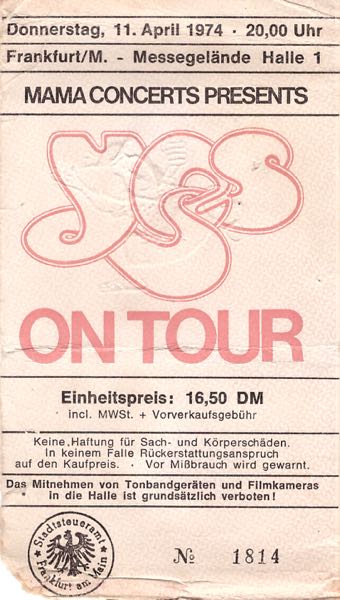 Donnerstag, 11. April 1974 · 20,00 Uhr
Frankfurt/M. - Messegelände Halle 1
MAMA CONCERTS PRESENTS
YES
ON TOUR
Einheitspreis: 16,50 DM
incl. MWSt. + Vorverkaufsgebühr
Keine Haftung für Sach- und Körperschäden.
In keinem Falle Rückerstattungsanspruch
auf den Kaufpreis. · Vor Mißbrauch wird gewarnt.
Das Mitnehmen von Tonbandgeräten und Filmkameras
in die Halle ist grundsätzlich verboten!
Stadtsteueramt
Frankfurt am Main
№ 1814